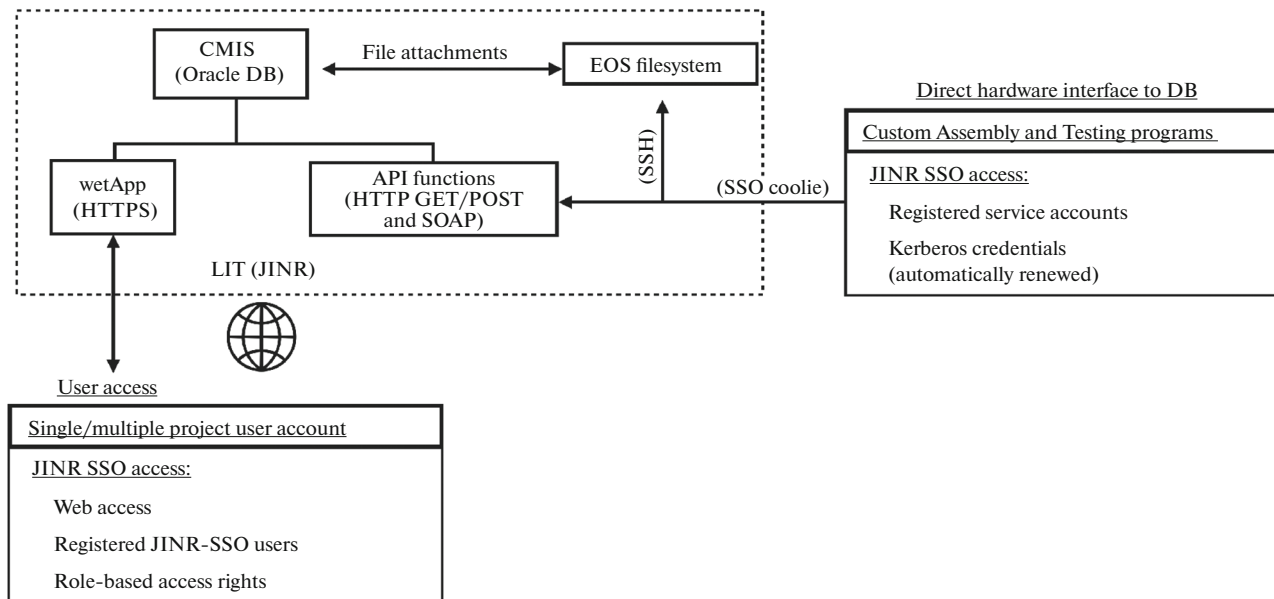 CMIS
(Oracle DB)
File attachments
EOS filesystem
Direct hardware interface to DB
Custom Assembly and Testing programs
JINR SSO access:
Registered service accounts
Kerberos credentials
(automatically renewed)
(SSH)
(SSO coolie)
wetApp
(HTTPS)
API functions
(HTTP GET/POST
and SOAP)
LIT (JINR)
User access
Single/multiple project user account
JINR SSO access:
Web access
Registered JINR-SSO users
Role-based access rights